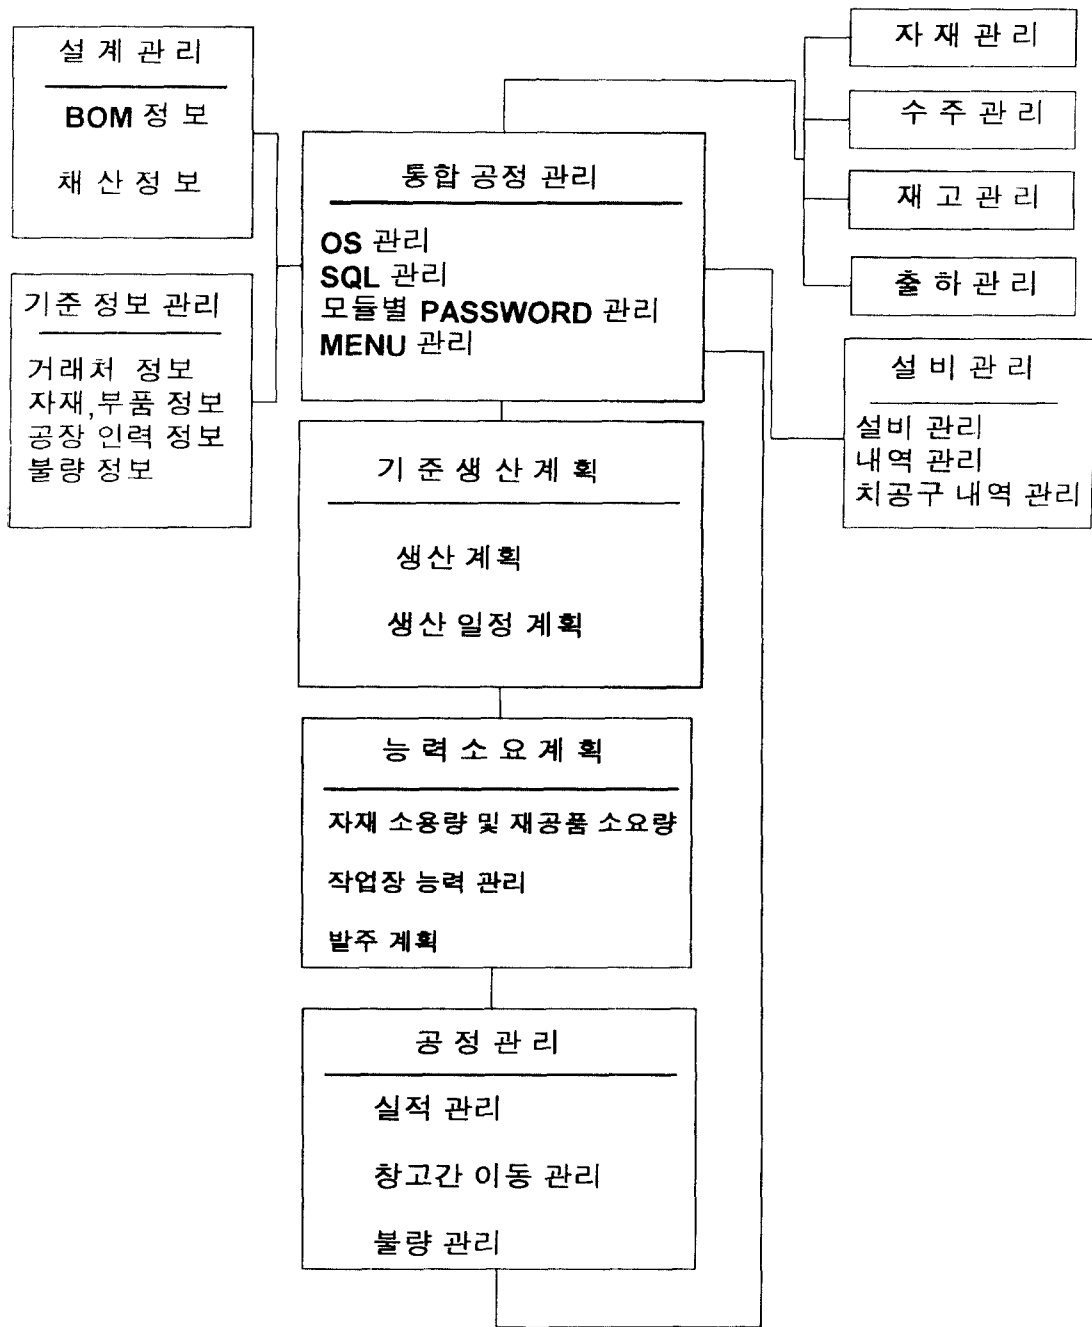 설 계 관 리
BOM 정 보
채 산 정보
기준 정보 관리
거래처 정보
자재,부품 정보
공장 인력 정보
불량 정보
통합 공정 관리
OS 관리
SQL 관리
모듈별 PASSWORD 관리
MENU 관리
기 준 생 산 계 획
생산 계획
생산 일정 계획
능 력 소 요 계 획
자재 소용량 및 재공품 소요량
작업장 능력 관리
발주 계획
공 정 관 리
실적 관리
창고간 이동 관리
불량 관리
자 재 관 리
수 주 관 리
재 고 관 리
출 하 관 리
설 비 관 리
설비 관리
내역 관리
치공구 내역 관리